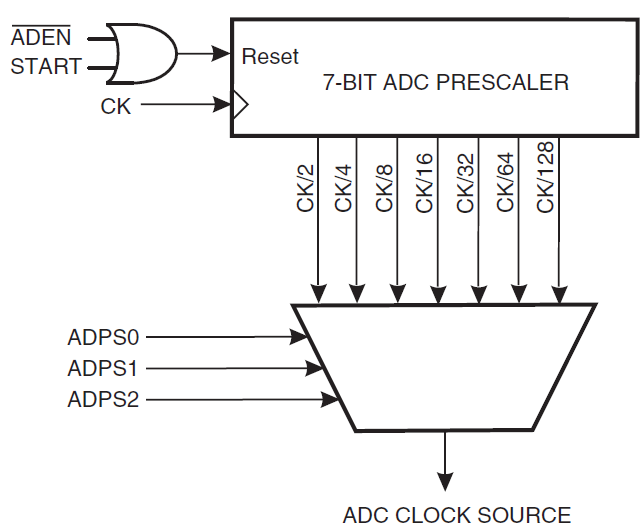 ADEN
START
Reset
7-BIT ADC PRESCALER
CK
CK/2
CK/4
CK/8
CK/16
CK/32
CK/64
CK/128
ADPS0
ADPS1
ADPS2
ADC CLOCK SOURCE